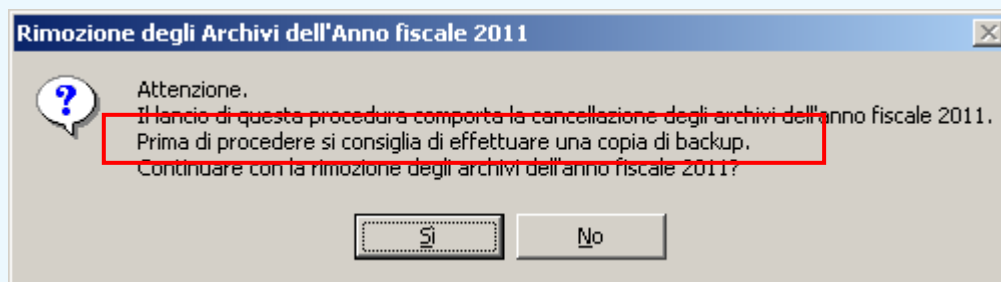 Rimozione degli Archivi dell'Anno fiscale 2011
Attenzione.
Il lancio di questa procedura comporta la cancellazione degli archivi dell'anno fiscale 2011.
Prima di procedere si consiglia di effettuare una copia di backup.
Continuare con la rimozione degli archivi dell'anno fiscale 2011?
Sì
No